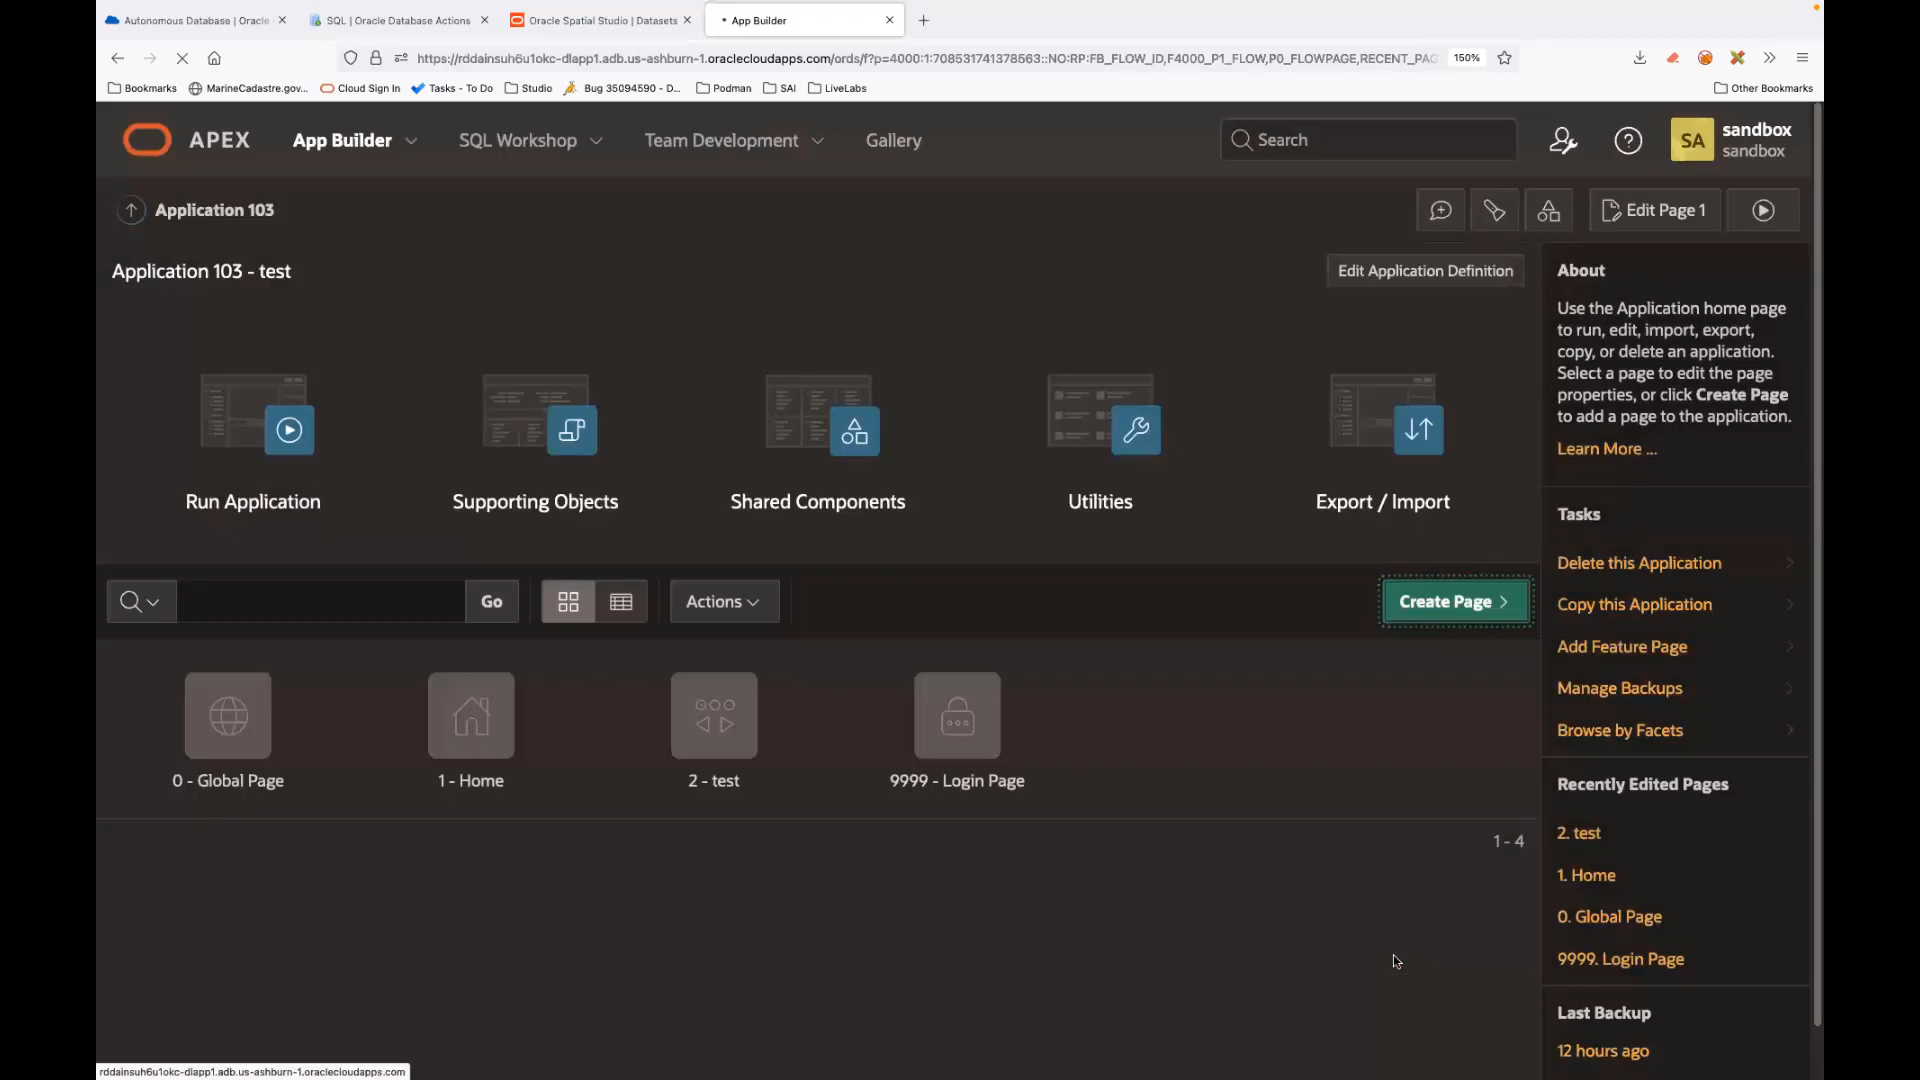 Autonomous Database | Oracle
SQL | Oracle Database Actions
Oracle Spatial Studio | Datasets
App Builder
https://rddainsuh6u1okc-dlapp1.adb.us-ashburn-1.oraclecloudapps.com/ords/f?p=4000:1:708531741378563::NO:RP:FB_FLOW_ID,F4000_P1_FLOW,P0_FLOWPAGE,RECENT_PAG
150%
Bookmarks
MarineCadastre.gov...
Cloud Sign In
Tasks - To Do
Studio
Bug 35094590 - D...
Podman
SAI
LiveLabs
Other Bookmarks
APEX
App Builder
SQL Workshop
Team Development
Gallery
Search
SA
sandbox
sandbox
Application 103
Edit Page 1
Application 103 - test
Edit Application Definition
Run Application
Supporting Objects
Shared Components
Utilities
Export / Import
Go
Actions
Create Page
0 - Global Page
1 - Home
2 - test
9999 - Login Page
1 - 4
About
Use the Application home page
to run, edit, import, export,
copy, or delete an application.
Select a page to edit the page
properties, or click Create Page
to add a page to the application.
Learn More ...
Tasks
Delete this Application
Copy this Application
Add Feature Page
Manage Backups
Browse by Facets
Recently Edited Pages
2. test
1. Home
0. Global Page
9999. Login Page
Last Backup
12 hours ago
rddainsuh6u1okc-dlapp1.adb.us-ashburn-1.oraclecloudapps.com